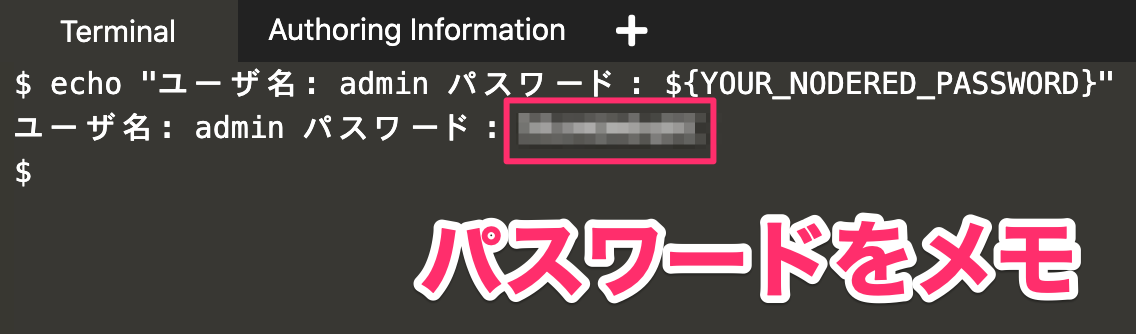 Terminal Authoring Information +
$ echo "ユーザ名: admin パスワード : ${YOUR_NODERED_PASSWORD}"
ユーザ名: admin パスワード :
$
パスワードをメモ